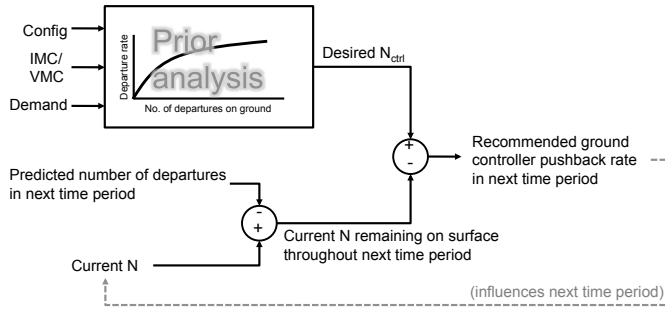 Config
IMC/
VMC
Demand
Departure rate
Prior
analysis
No. of departures on ground
Desired N_ctrl
+
-
Recommended ground
controller pushback rate
in next time period
Predicted number of departures
in next time period
-
+
Current N remaining on surface
throughout next time period
Current N
(influences next time period)